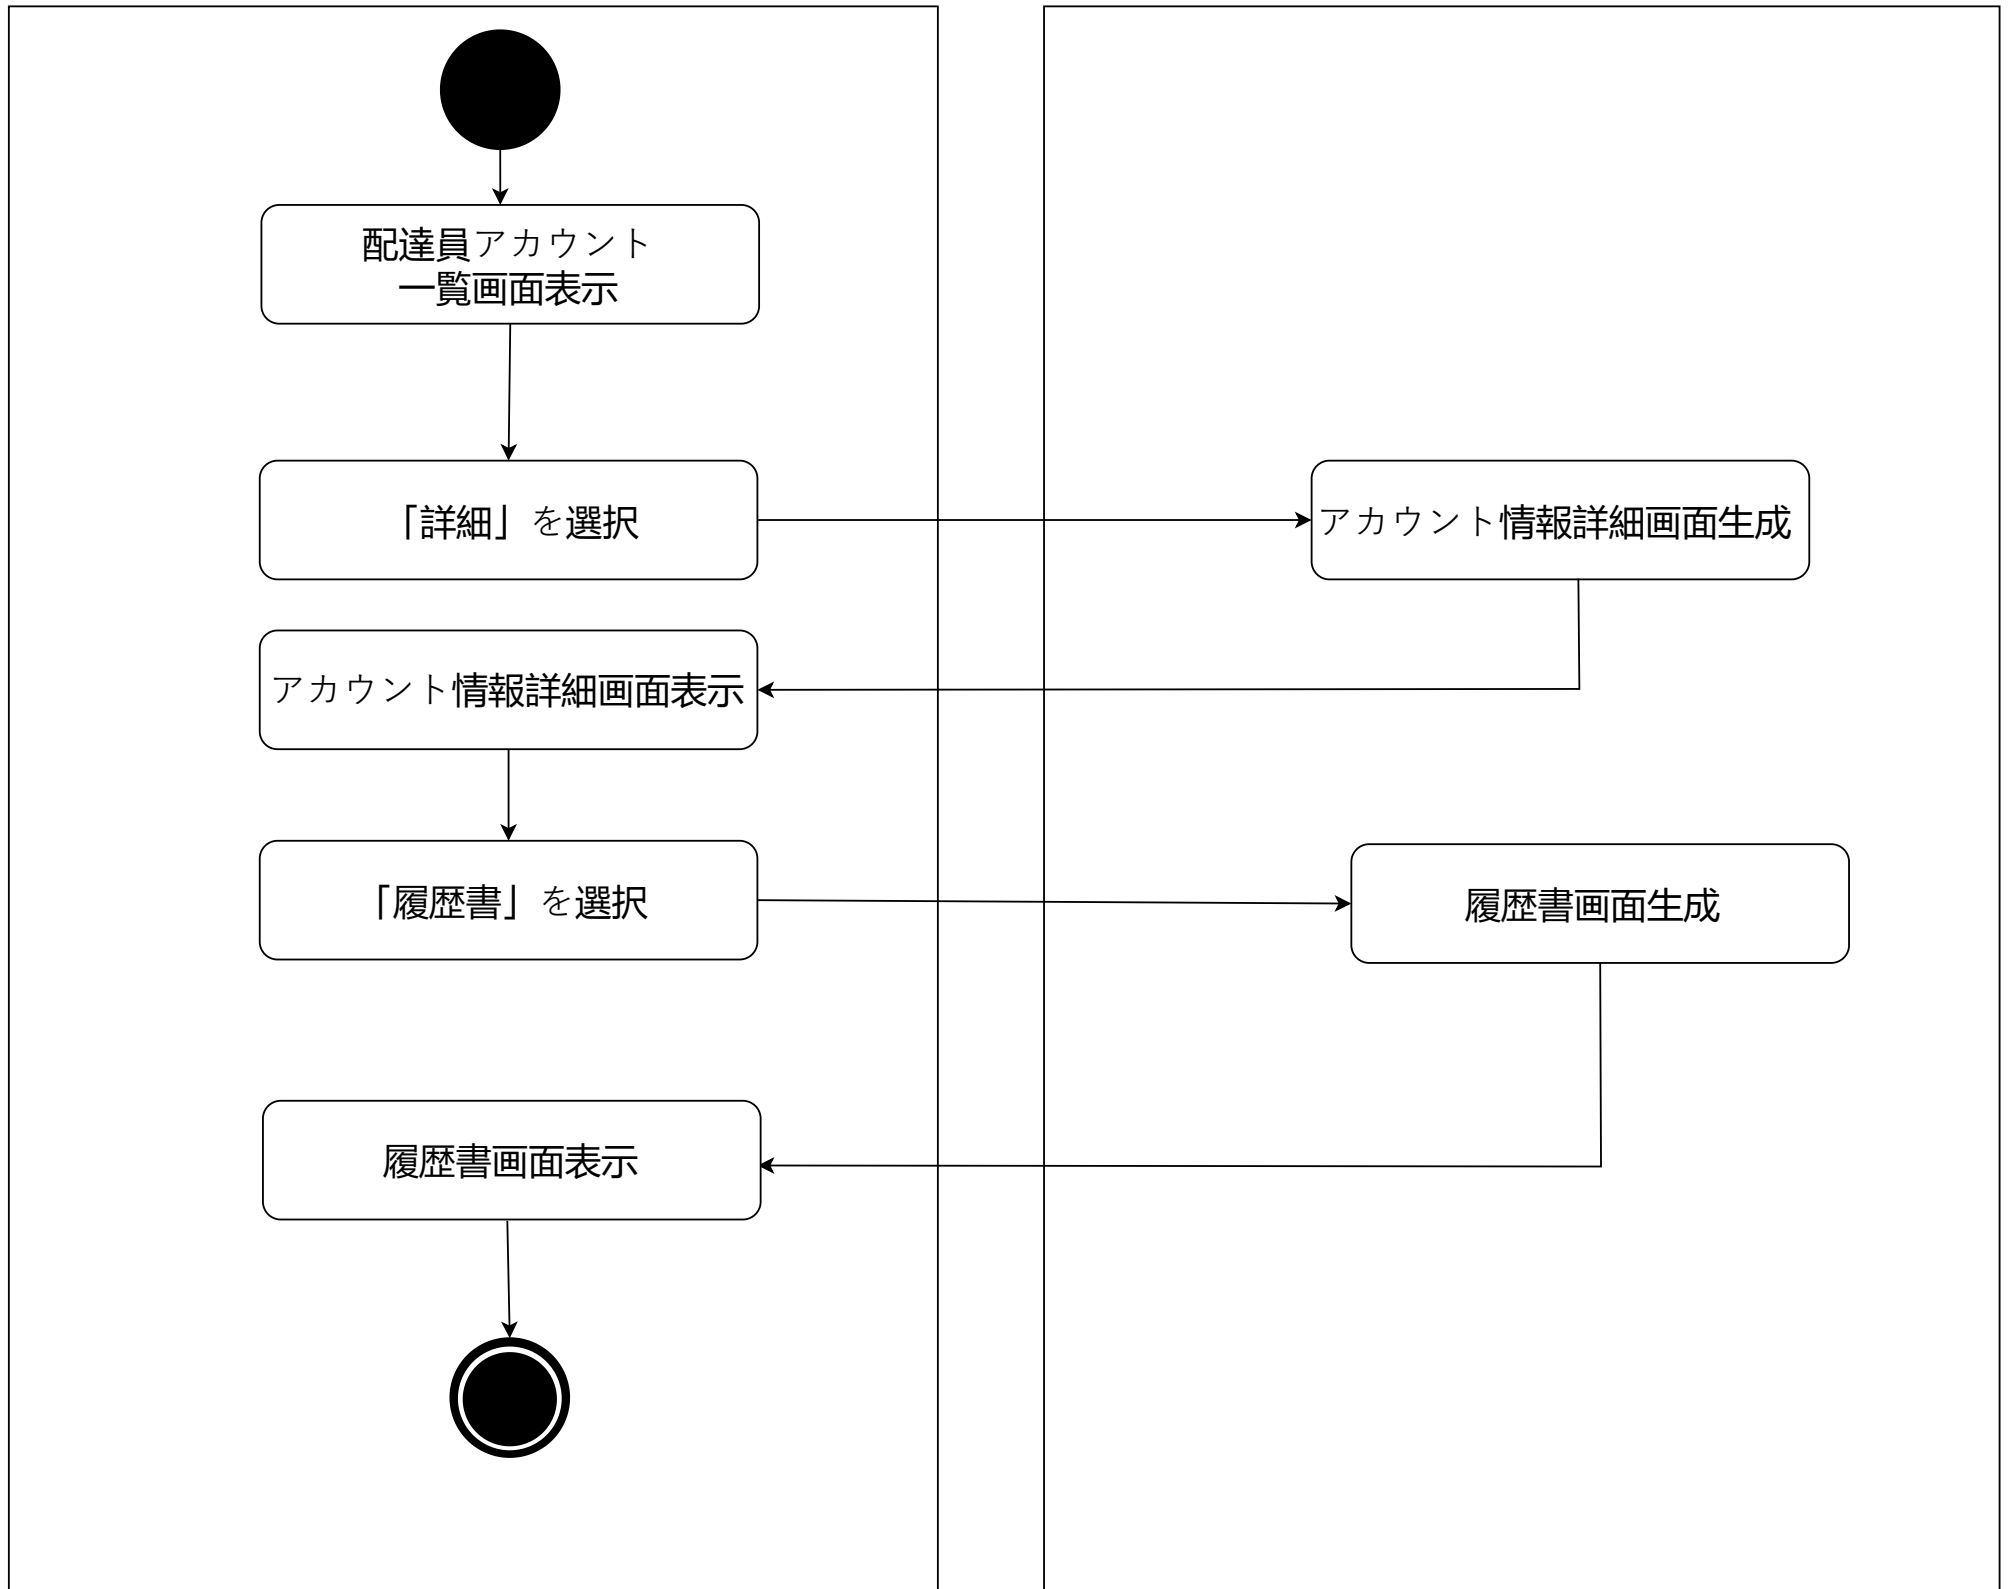 配達員アカウント
一覧画面表示
「詳細」を選択
アカウント情報詳細画面生成
アカウント情報詳細画面表示
「履歴書」を選択
履歴書画面生成
履歴書画面表示